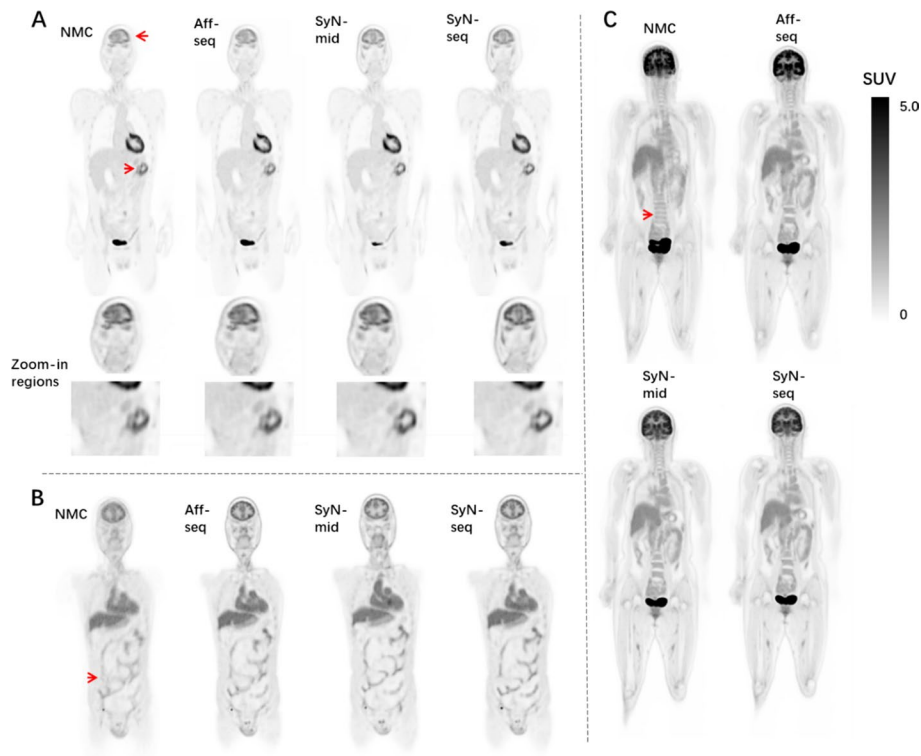 A
NMC
Aff-
seq
SyN-
mid
SyN-
seq
Zoom-in
regions
B
NMC
Aff-
seq
SyN-
mid
SyN-
seq
C
NMC
Aff-
seq
SUV
5.0
0
SyN-
mid
SyN-
seq